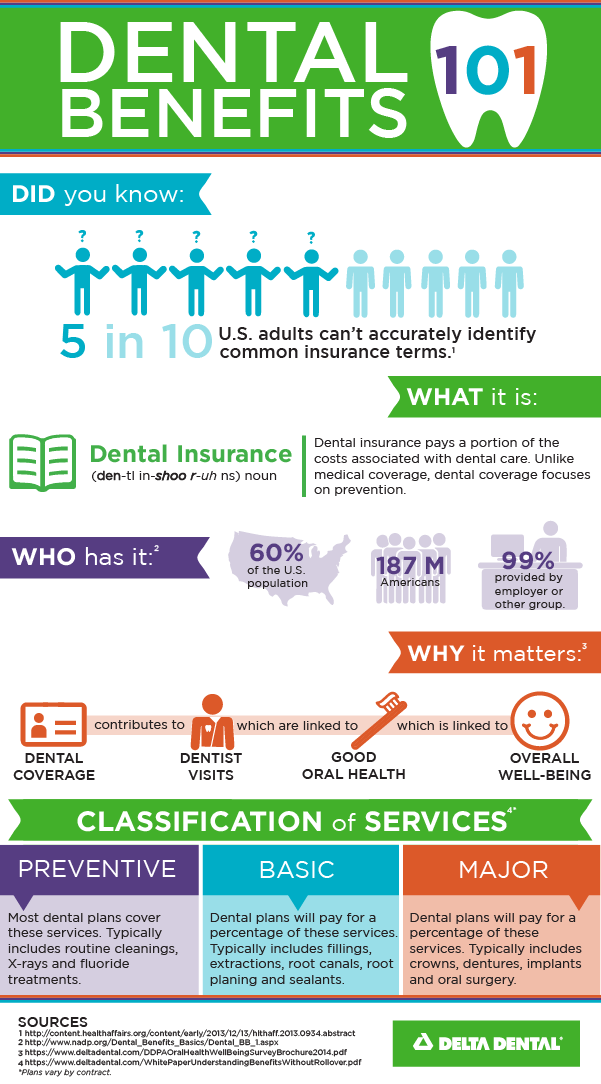 DENTAL
BENEFITS
101
DID you know:
? ? ? ? ?
5 in 10
U.S. adults can’t accurately identify
common insurance terms.¹
WHAT it is:
Dental Insurance
(den-tl in-shoo r-uh ns) noun
Dental insurance pays a portion of the
costs associated with dental care. Unlike
medical coverage, dental coverage focuses
on prevention.
WHO has it:²
60%
of the U.S.
population
187 M
Americans
99%
provided by
employer or
other group.
WHY it matters:³
DENTAL
COVERAGE
contributes to
DENTIST
VISITS
which are linked to
GOOD
ORAL HEALTH
which is linked to
OVERALL
WELL-BEING
CLASSIFICATION of SERVICES⁴*
PREVENTIVE
Most dental plans cover
these services. Typically
includes routine cleanings,
X-rays and fluoride
treatments.
BASIC
Dental plans will pay for a
percentage of these services.
Typically includes fillings,
extractions, root canals, root
planing and sealants.
MAJOR
Dental plans will pay for a
percentage of these
services. Typically includes
crowns, dentures, implants
and oral surgery.
SOURCES
1 http://content.healthaffairs.org/content/early/2013/12/13/hlthaff.2013.0934.abstract
2 http://www.nadp.org/Dental_Benefits_Basics/Dental_BB_1.aspx
3 https://www.deltadental.com/DDPAOralHealthWellBeingSurveyBrochure2014.pdf
4 https://www.deltadental.com/WhitePaperUnderstandingBenefitsWithoutRollover.pdf
*Plans vary by contract.
DELTA DENTAL®